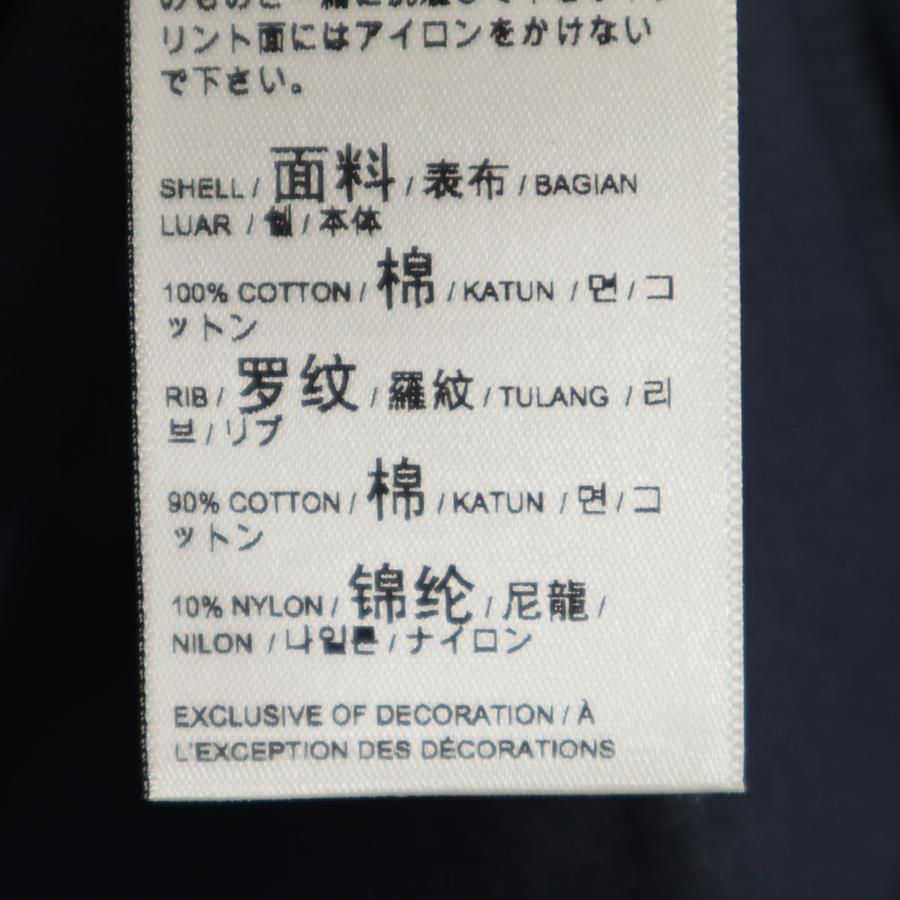 リント面にはアイロンをかけない
で下さい。
SHELL / 面料 / 表布 / BAGIAN
LUAR / 쉘 / 本体
100% COTTON / 棉 / KATUN / 면 / コ
ットン
RIB / 罗纹 / 羅紋 / TULANG / 리
브 / リブ
90% COTTON / 棉 / KATUN / 면 / コ
ットン
10% NYLON / 锦纶 / 尼龍 /
NILON / 나일론 / ナイロン
EXCLUSIVE OF DECORATION / À
L'EXCEPTION DES DÉCORATIONS